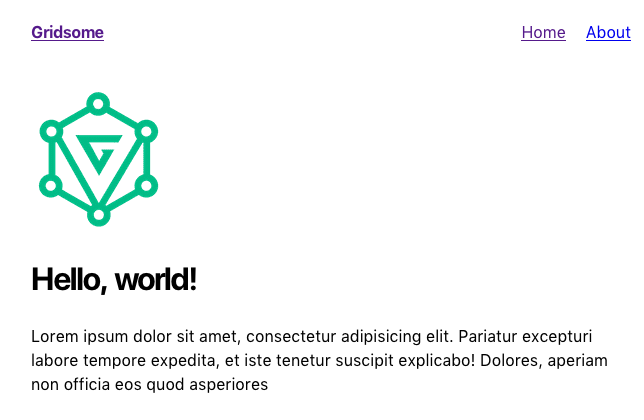 Gridsome
Home About
Hello, world!
Lorem ipsum dolor sit amet, consectetur adipisicing elit. Pariatur excepturi
labore tempore expedita, et iste tenetur suscipit explicabo! Dolores, aperiam
non officia eos quod asperiores